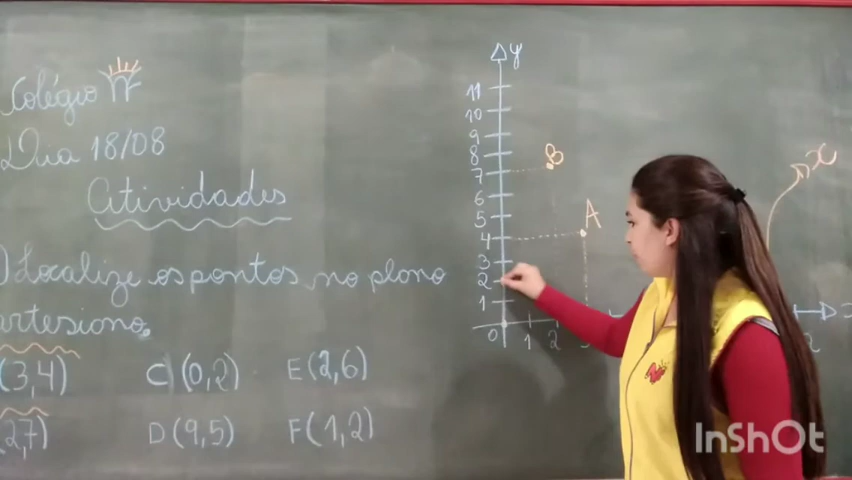 Colégio
Dia 18/08
Atividades
) Localize os pontos no plano
artesiano.
(3,4) C (0,2) E (2,6)
(2,7) D (9,5) F (1,2)
y
11
10
9
8 B
7
6
5 A
4
3
2
1
0 1 2
x
2
InShOt